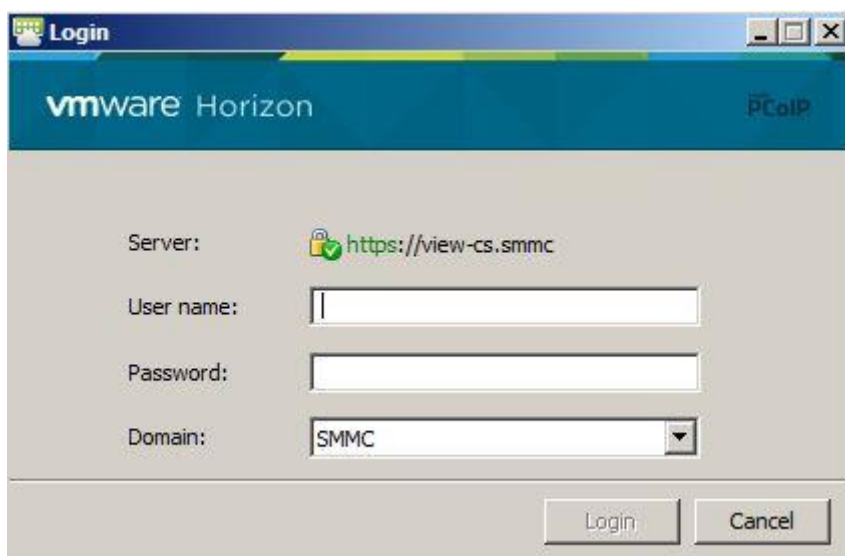 Login
vmware Horizon
PCoIP
Server: https://view-cs.smmc
User name:
Password:
Domain: SMMC
Login Cancel